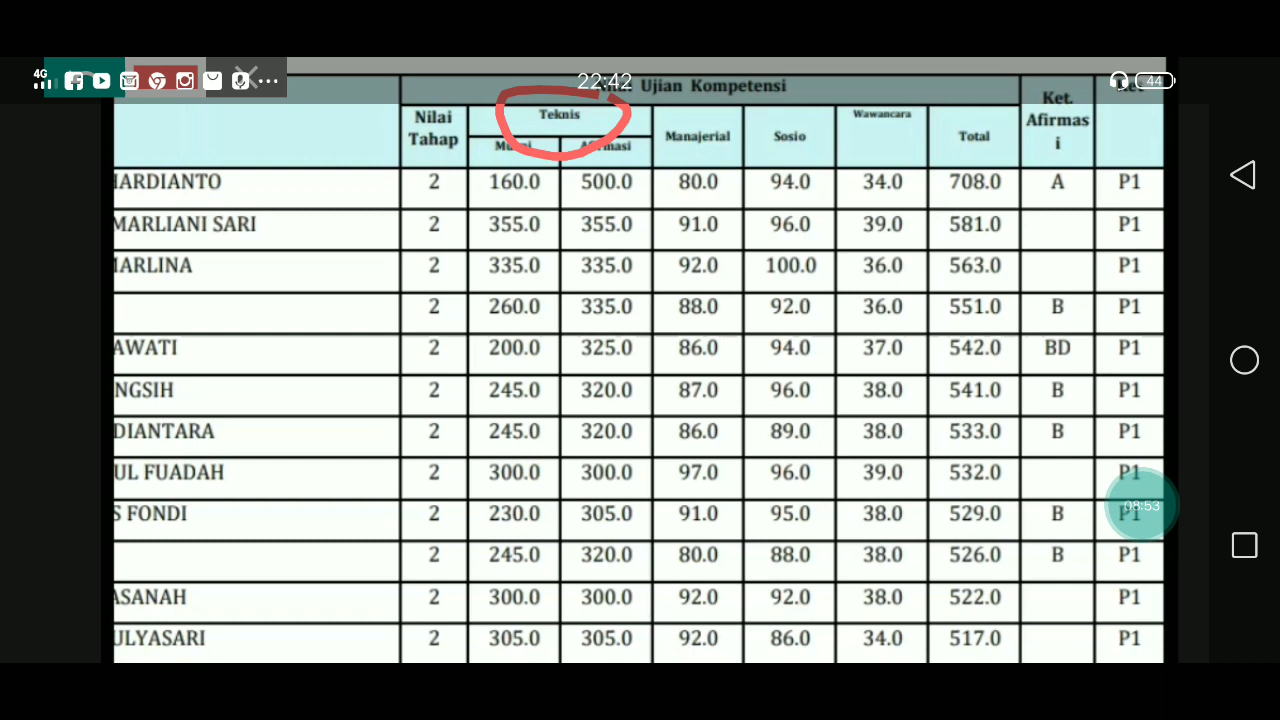 4G 22:42 44
Ujian Kompetensi
Nilai Tahap Teknis Manajerial Sosio Wawancara Total Ket. Afirmasi
HARDIANTO 2 160.0 500.0 80.0 94.0 34.0 708.0 A P1
MARLIANI SARI 2 355.0 355.0 91.0 96.0 39.0 581.0 P1
MARLINA 2 335.0 335.0 92.0 100.0 36.0 563.0 P1
2 260.0 335.0 88.0 92.0 36.0 551.0 B P1
AWATI 2 200.0 325.0 86.0 94.0 37.0 542.0 BD P1
NGSIH 2 245.0 320.0 87.0 96.0 38.0 541.0 B P1
DIANTARA 2 245.0 320.0 86.0 89.0 38.0 533.0 B P1
UL FUADAH 2 300.0 300.0 97.0 96.0 39.0 532.0 P1
S FONDI 2 230.0 305.0 91.0 95.0 38.0 529.0 B P1
08:53
2 245.0 320.0 80.0 88.0 38.0 526.0 B P1
ASANAH 2 300.0 300.0 92.0 92.0 38.0 522.0 P1
ULYASARI 2 305.0 305.0 92.0 86.0 34.0 517.0 P1